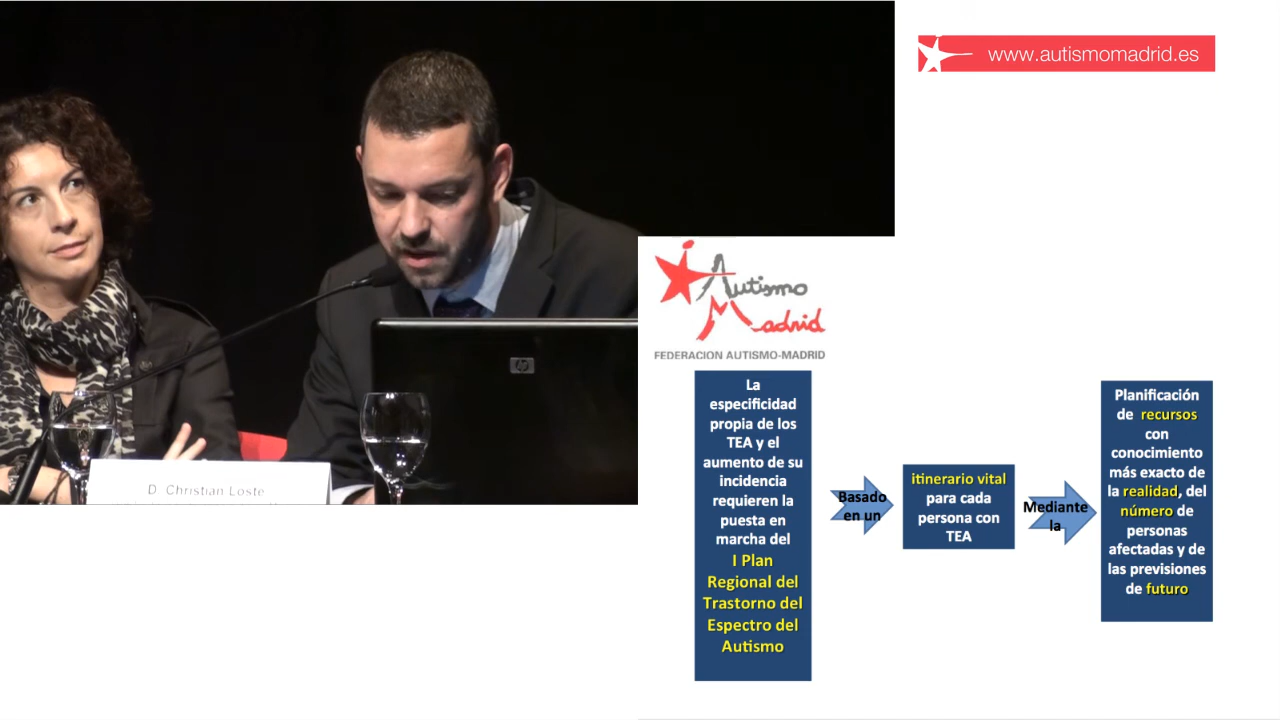 www.autismomadrid.es
Autismo
Madrid
FEDERACION AUTISMO-MADRID
hp
D. Christian Loste
La
especificidad
propia de los
TEA y el
aumento de su
incidencia
requieren la
puesta en
marcha del
I Plan
Regional del
Trastorno del
Espectro del
Autismo
Basado
en un
itinerario vital
para cada
persona con
TEA
Mediante
la
Planificación
de recursos
con
conocimiento
más exacto de
la realidad, del
número de
personas
afectadas y de
las previsiones
de futuro